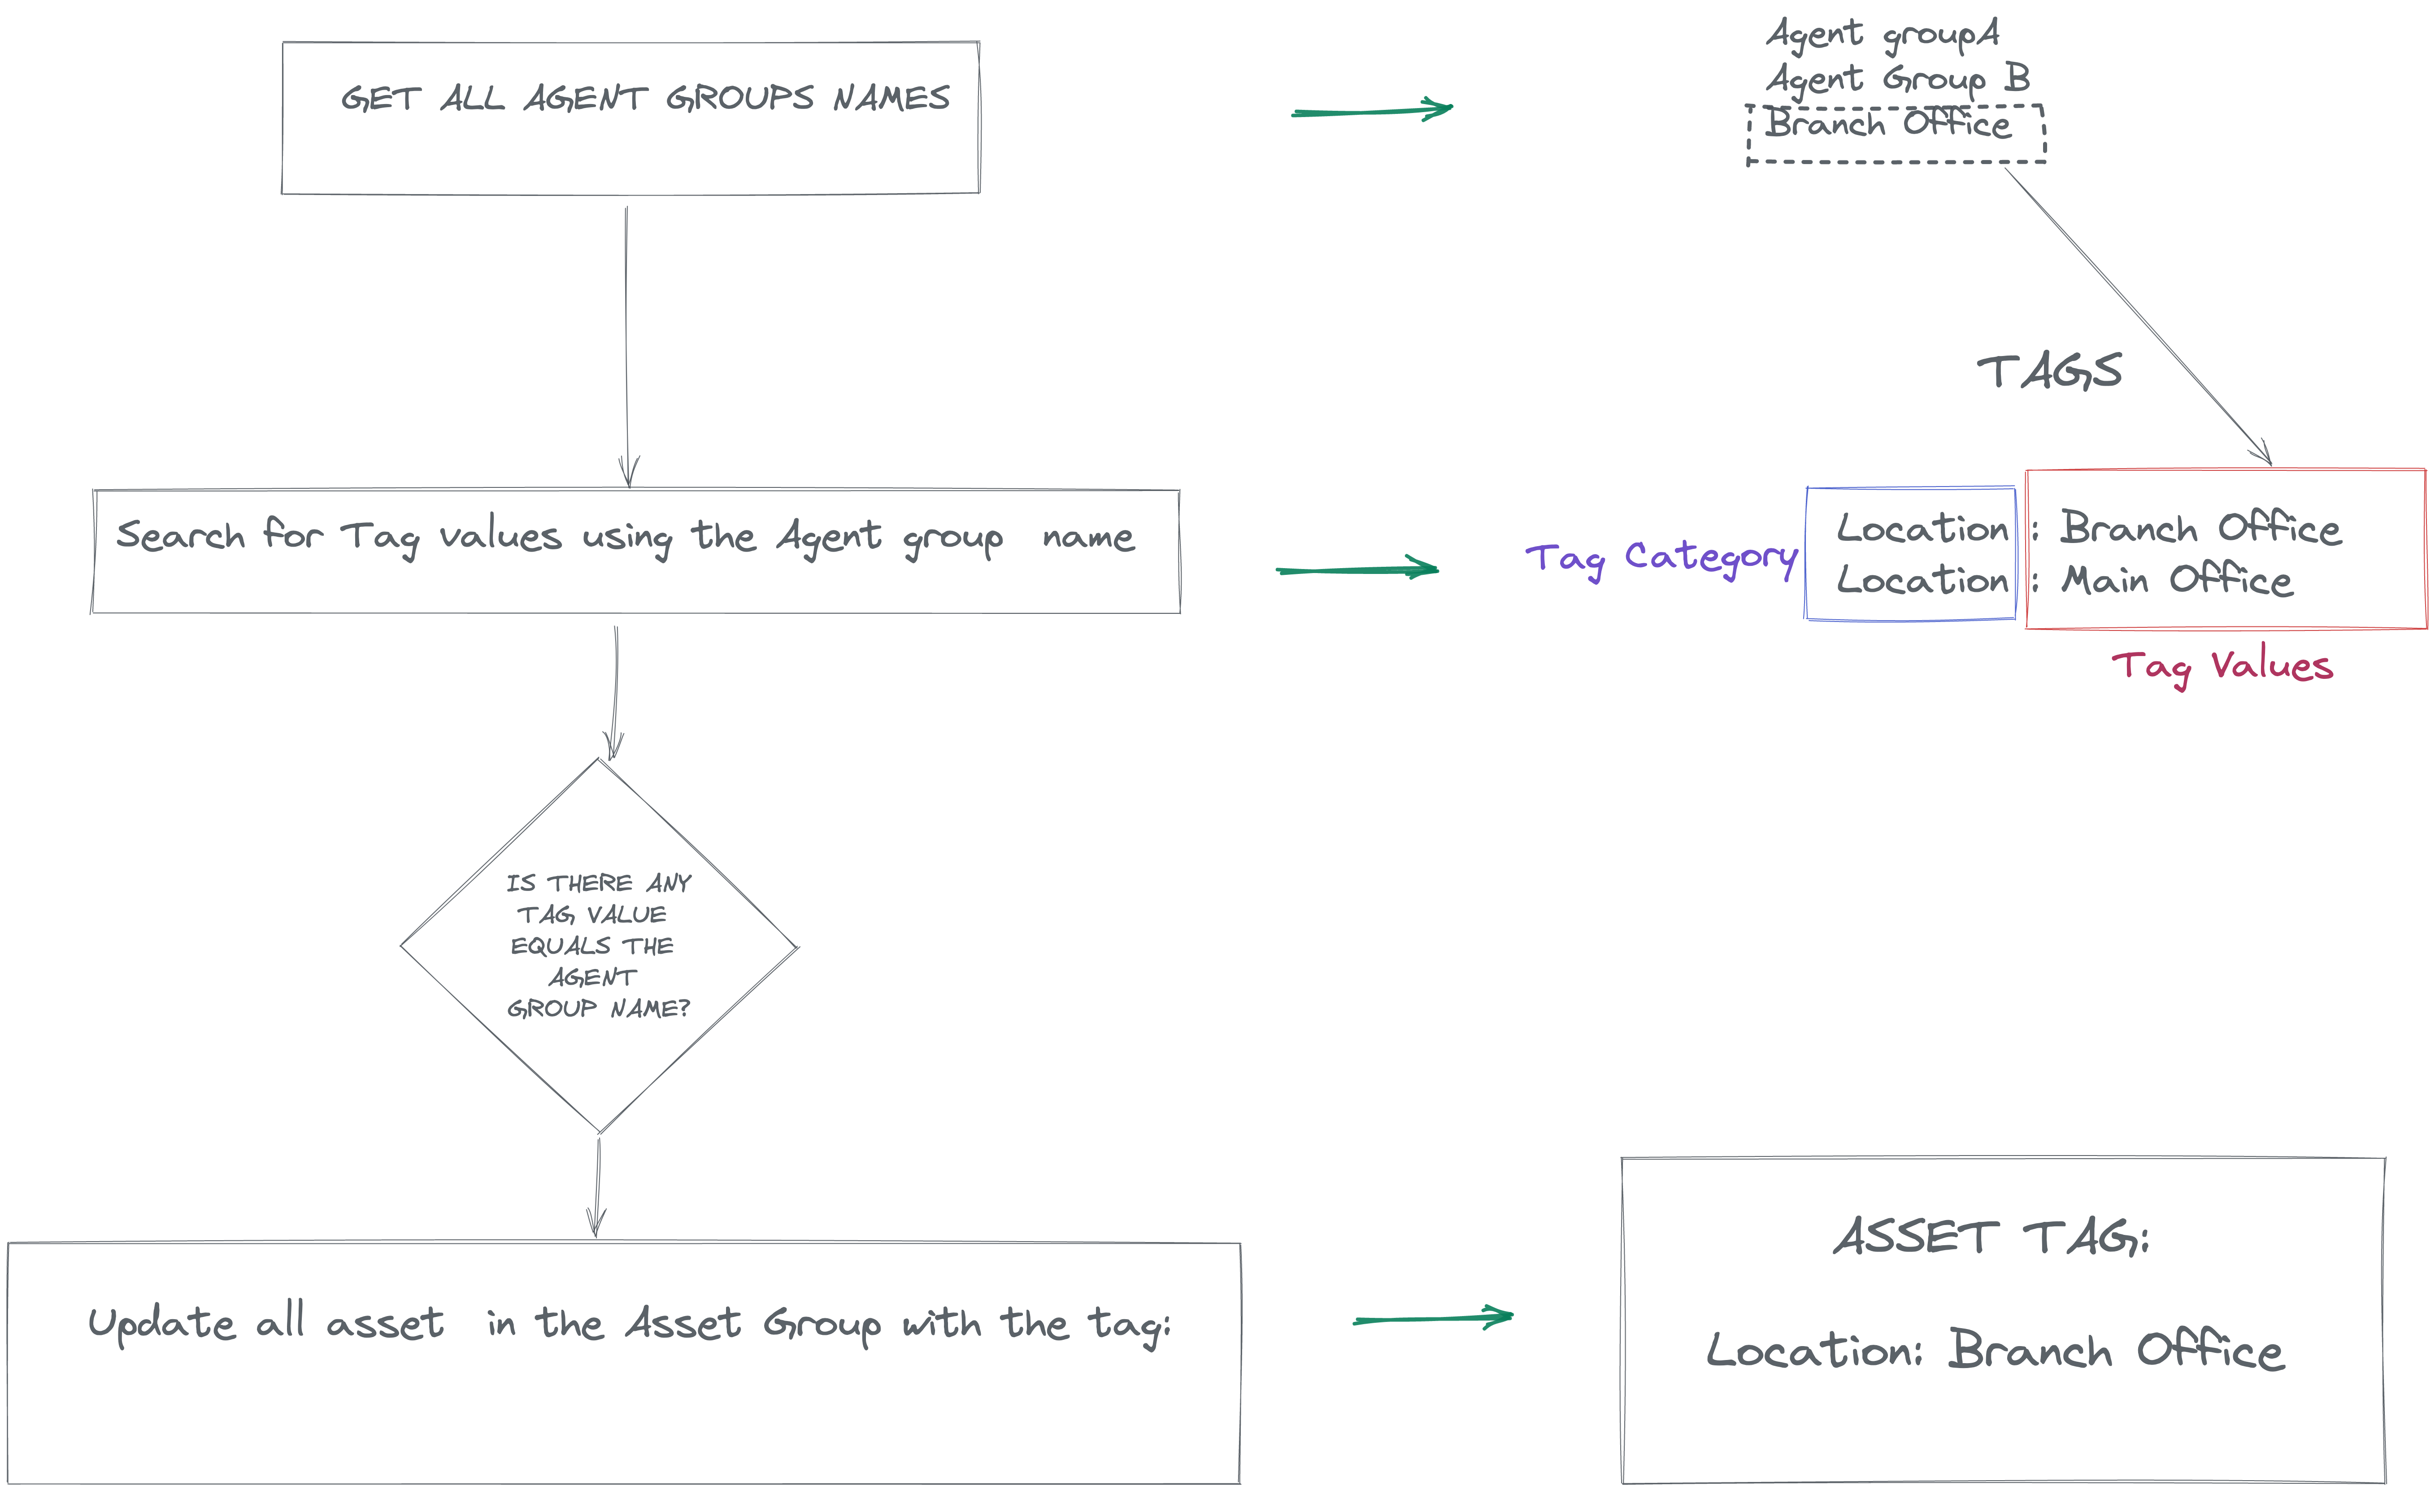 GET ALL AGENT GROUPS NAMES
Agent groupA
Agent Group B
Branch Office
TAGS
Search for Tag values using the Agent group name
Tag Category
Location : Branch Office
Location : Main Office
Tag Values
IS THERE ANY
TAG VALUE
EQUALS THE
AGENT
GROUP NAME?
Update all asset in the Asset Group with the tag:
ASSET TAG:
Location: Branch Office